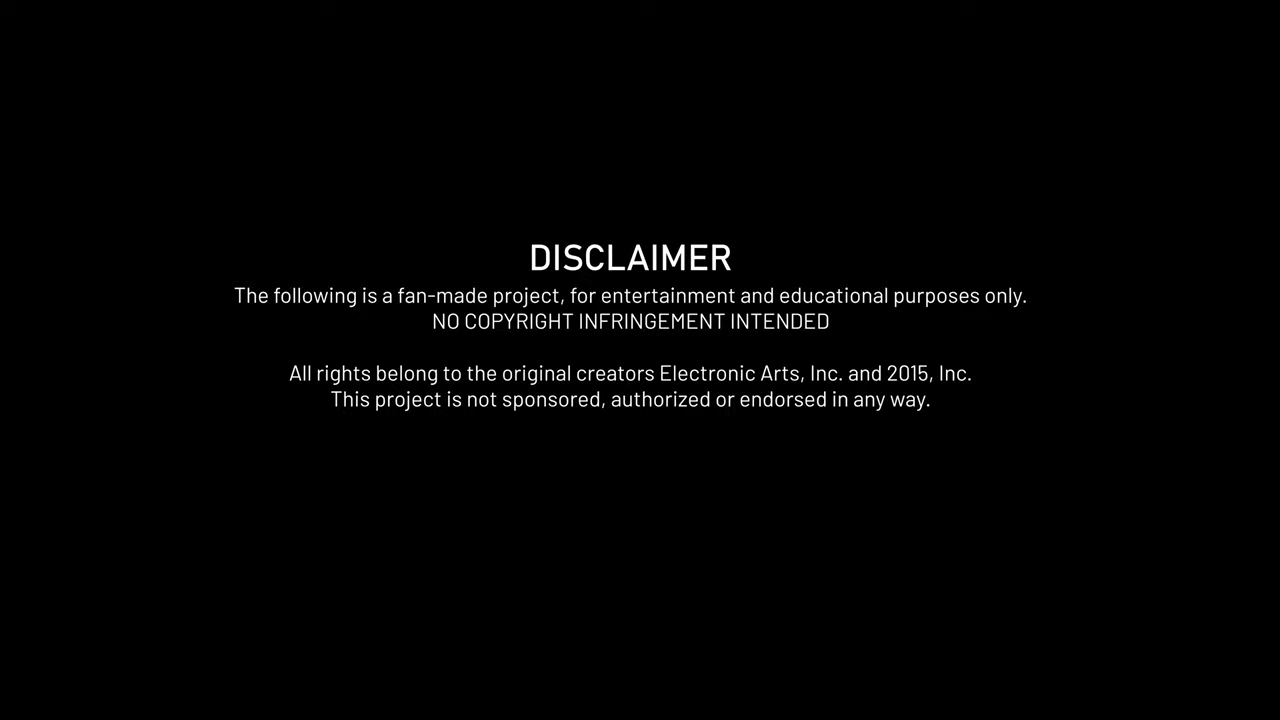 DISCLAIMER
The following is a fan-made project, for entertainment and educational purposes only.
NO COPYRIGHT INFRINGEMENT INTENDED
All rights belong to the original creators Electronic Arts, Inc. and 2015, Inc.
This project is not sponsored, authorized or endorsed in any way.